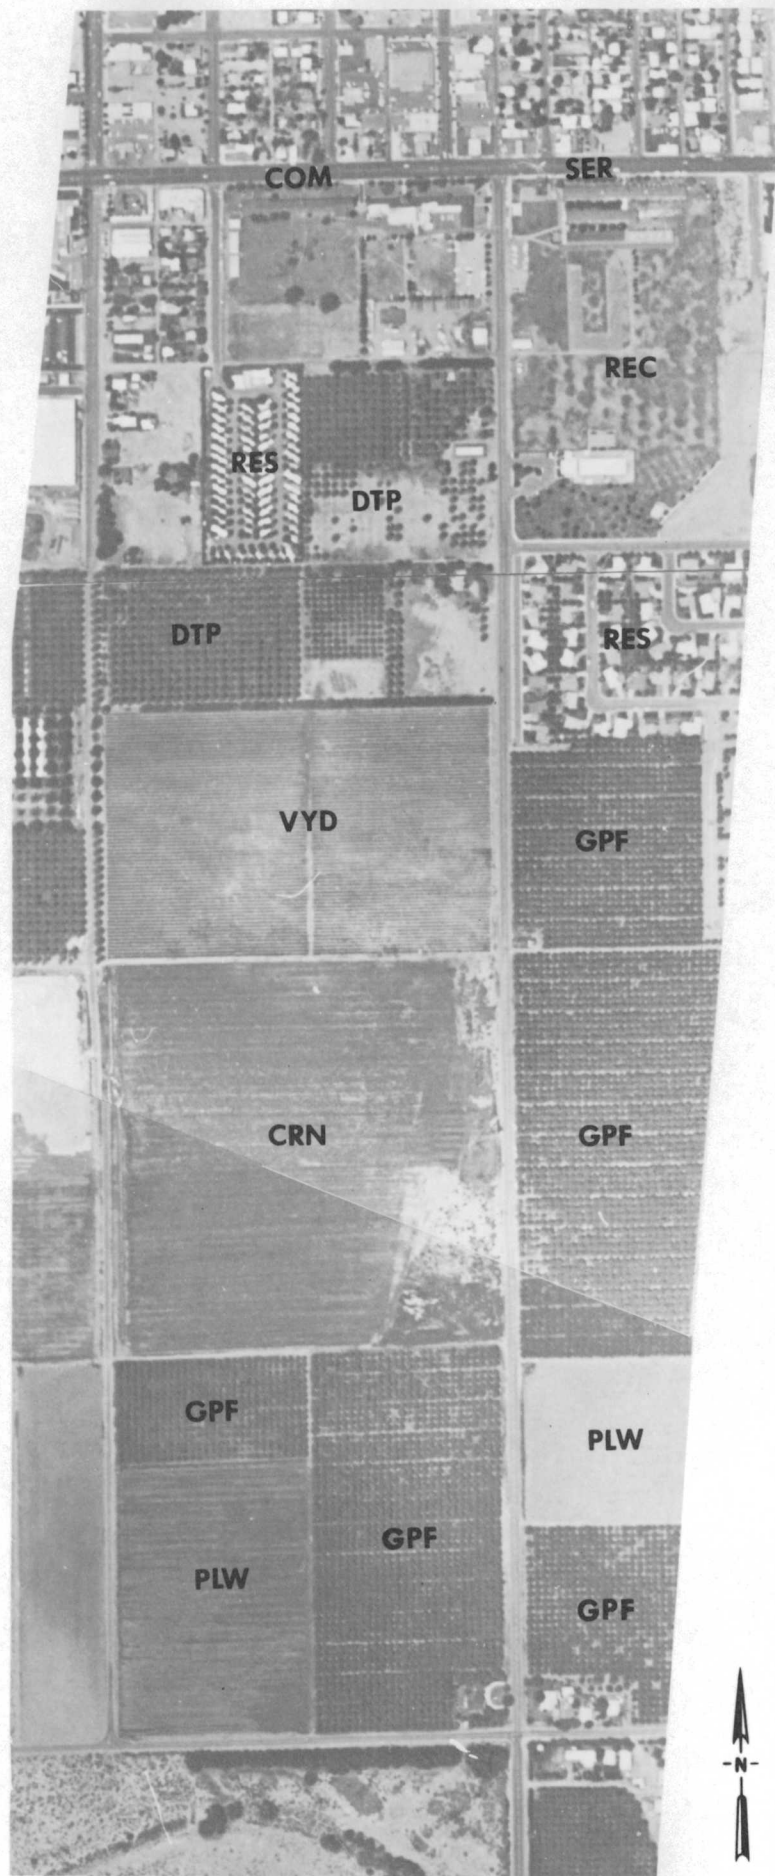 COM SER
REC
RES
DTP
DTP
RES
VYD
GPF
CRN
GPF
GPF
PLW
GPF
PLW
GPF
-N-